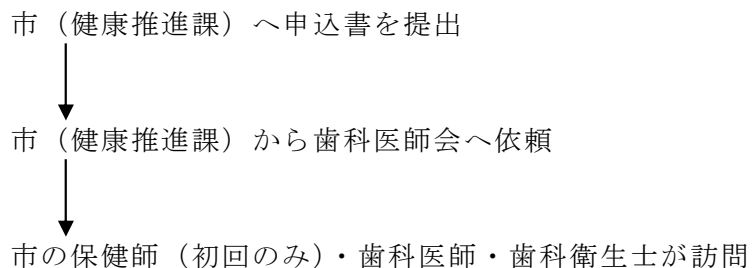 市（健康推進課）へ申込書を提出
市（健康推進課）から歯科医師会へ依頼
市の保健師（初回のみ）・歯科医師・歯科衛生士が訪問